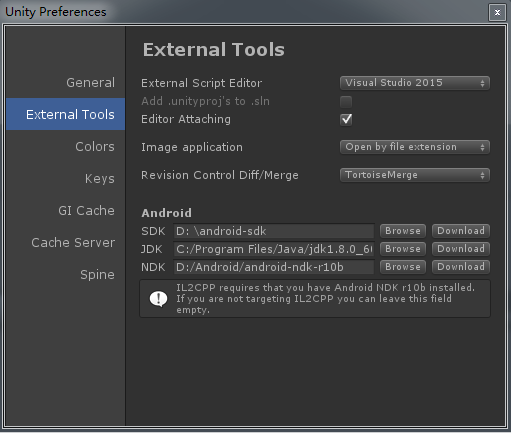 Unity Preferences
x
External Tools
General
External Tools
Colors
Keys
GI Cache
Cache Server
Spine
External Script Editor Visual Studio 2015
Add .unityproj's to .sln
Editor Attaching
Image application Open by file extension
Revision Control Diff/Merge TortoiseMerge
Android
SDK D: \android-sdk Browse Download
JDK C:/Program Files/Java/jdk1.8.0_6 Browse Download
NDK D:/Android/android-ndk-r10b Browse Download
IL2CPP requires that you have Android NDK r10b installed.
If you are not targeting IL2CPP you can leave this field
empty.